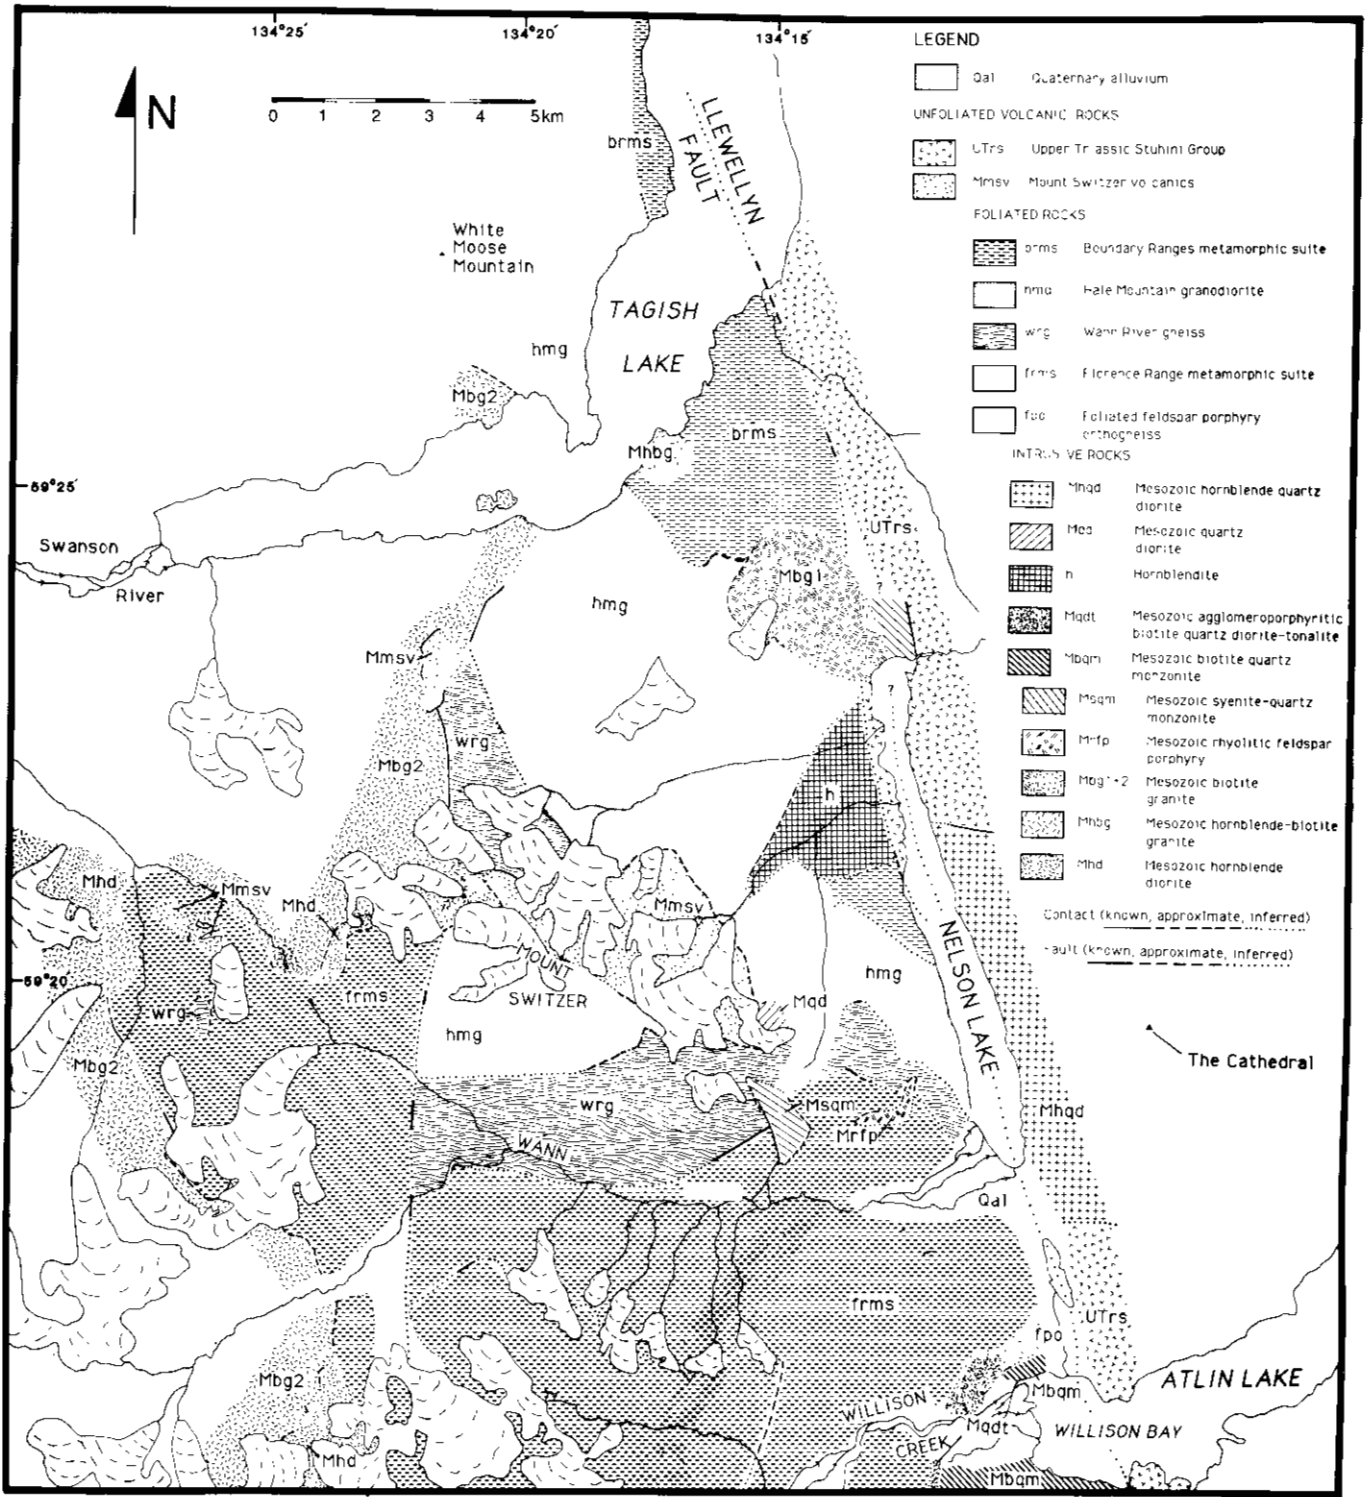 134°25′
134°20′
134°15′
N
0 1 2 3 4 5km
LLEWELLYN
FAULT
brms
White
Moose
Mountain
TAGISH
LAKE
hmg
Mbg2
Mhbg
brms
59°25′
UTrs
Swanson
River
Mbg1
hmg
Mmsv
?
wrg
Mbg2
h
Mhd
Mmsv
Mhd
Mmsv
NELSON LAKE
MOUNT
SWITZER
hmg
59°20′
frms
Mqd
wrg
hmg
Mbg2
wrg
Msqm
Mhqd
Mrfp
WANN
Qal
frms
UTrs
fpo
Mbg2
ATLIN LAKE
Mbqm
WILLISON
CREEK
Mqdt
WILLISON BAY
Mhd
Mbqm
The Cathedral
LEGEND
Qal Quaternary alluvium
UNFOLIATED VOLCANIC ROCKS
UTrs Upper Triassic Stuhini Group
Mmsv Mount Switzer volcanics
FOLIATED ROCKS
brms Boundary Ranges metamorphic suite
hmg Hale Mountain granodiorite
wrg Wann River gneiss
frms Florence Range metamorphic suite
fpo Foliated feldspar porphyry
orthogneiss
INTRUSIVE ROCKS
Mhqd Mesozoic hornblende quartz
diorite
Mqd Mesozoic quartz
diorite
h Hornblendite
Mqdt Mesozoic agglomeroporphyritic
biotite quartz diorite-tonalite
Mbqm Mesozoic biotite quartz
monzonite
Msqm Mesozoic syenite-quartz
monzonite
Mrfp Mesozoic rhyolitic feldspar
porphyry
Mbg1+2 Mesozoic biotite
granite
Mhbg Mesozoic hornblende-biotite
granite
Mhd Mesozoic hornblende
diorite
Contact (known, approximate, inferred)
Fault (known, approximate, inferred)